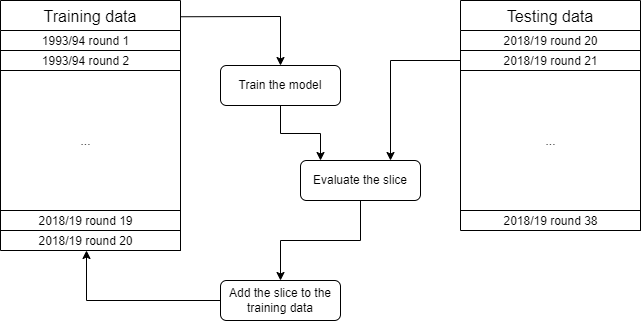 Training data
1993/94 round 1
1993/94 round 2
...
2018/19 round 19
2018/19 round 20
Train the model
Evaluate the slice
Add the slice to the
training data
Testing data
2018/19 round 20
2018/19 round 21
...
2018/19 round 38